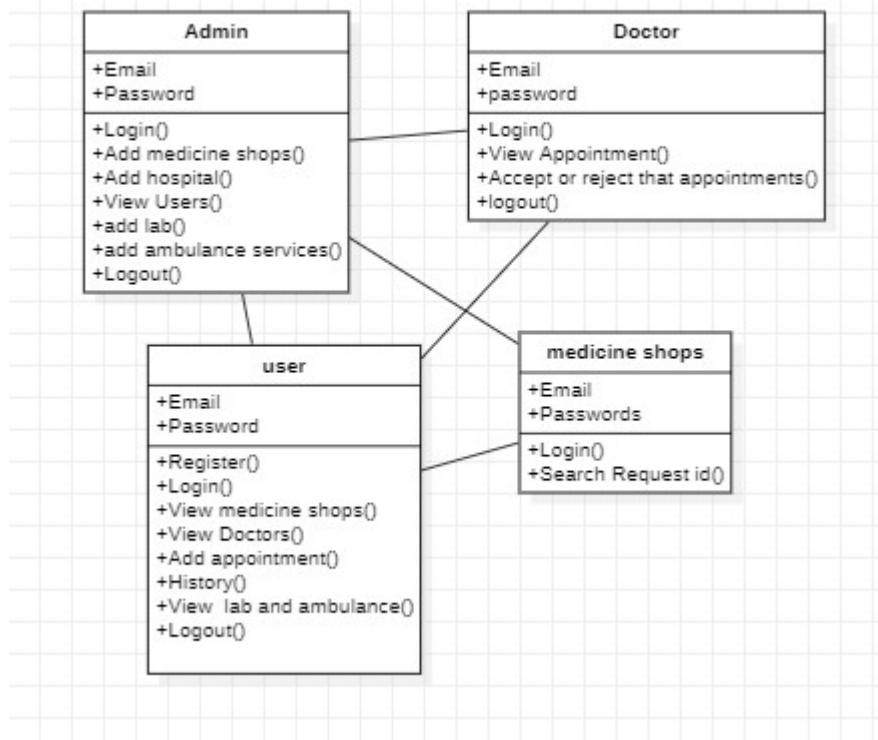 Admin
+Email
+Password
+Login()
+Add medicine shops()
+Add hospital()
+View Users()
+add lab()
+add ambulance services()
+Logout()
Doctor
+Email
+password
+Login()
+View Appointment()
+Accept or reject that appointments()
+logout()
user
+Email
+Password
+Register()
+Login()
+View medicine shops()
+View Doctors()
+Add appointment()
+History()
+View  lab and ambulance()
+Logout()
medicine shops
+Email
+Passwords
+Login()
+Search Request id()